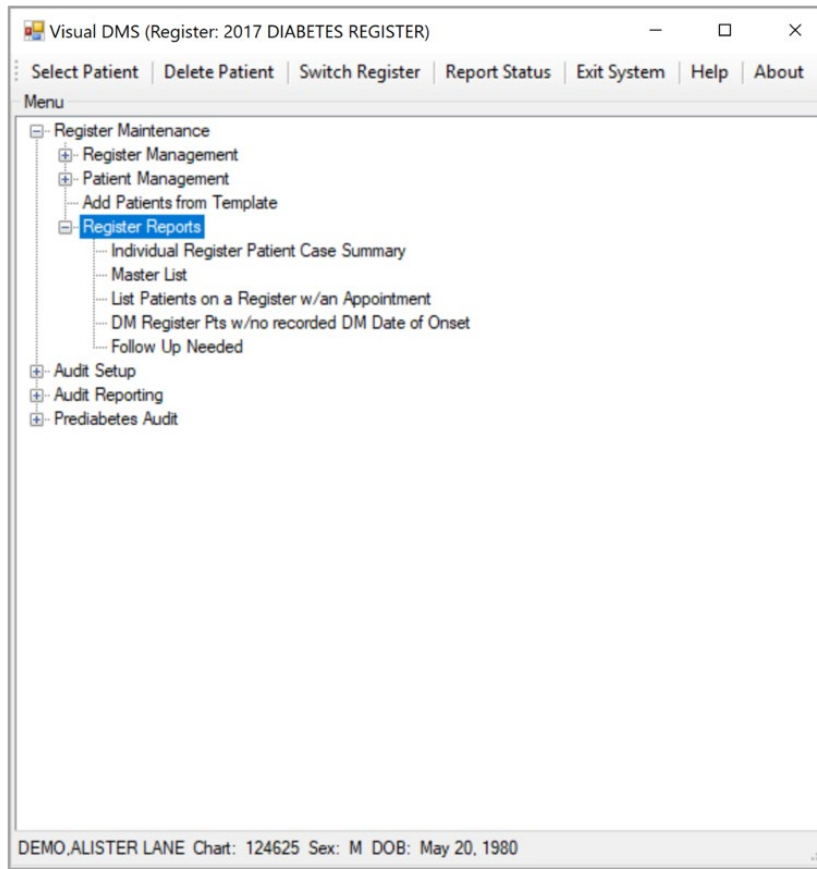 Visual DMS (Register: 2017 DIABETES REGISTER)
Select Patient Delete Patient Switch Register Report Status Exit System Help About
Menu
Register Maintenance
Register Management
Patient Management
Add Patients from Template
Register Reports
Individual Register Patient Case Summary
Master List
List Patients on a Register w/an Appointment
DM Register Pts w/no recorded DM Date of Onset
Follow Up Needed
Audit Setup
Audit Reporting
Prediabetes Audit
DEMO,ALISTER LANE Chart: 124625 Sex: M DOB: May 20, 1980